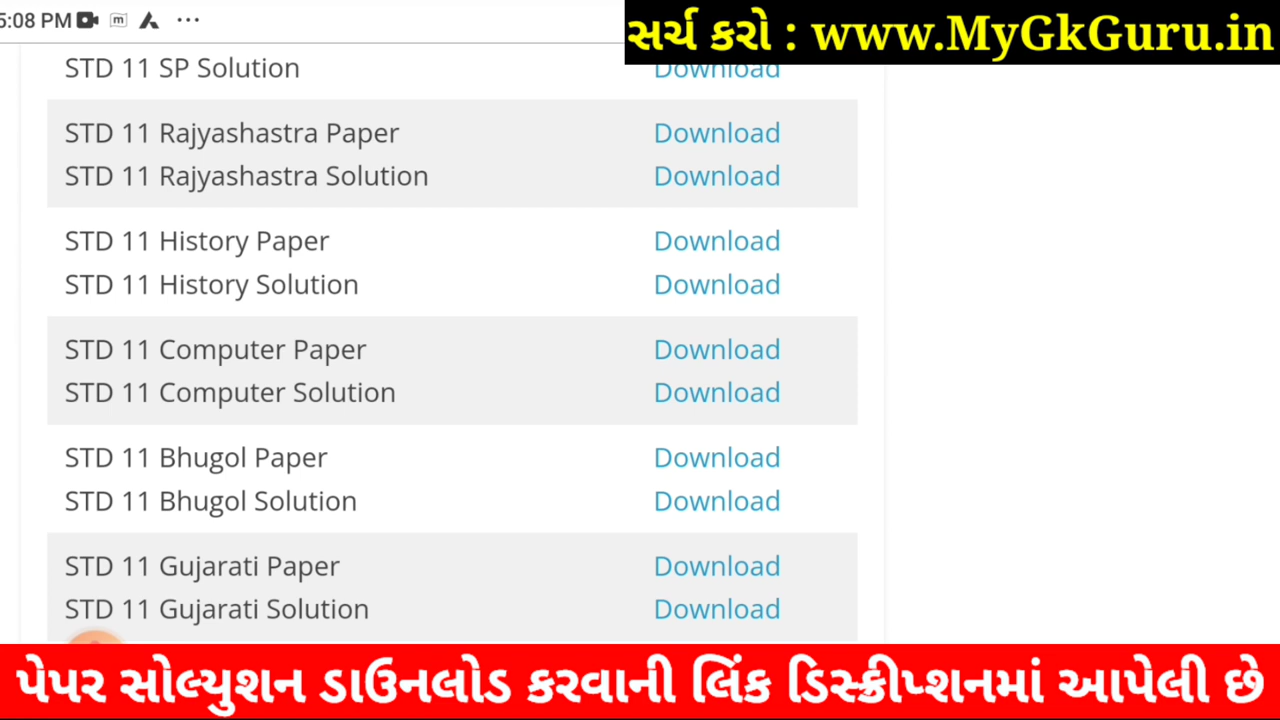 5:08 PM
સર્ચ કરો : www.MyGkGuru.in
STD 11 SP Solution Download
STD 11 Rajyashastra Paper Download
STD 11 Rajyashastra Solution Download
STD 11 History Paper Download
STD 11 History Solution Download
STD 11 Computer Paper Download
STD 11 Computer Solution Download
STD 11 Bhugol Paper Download
STD 11 Bhugol Solution Download
STD 11 Gujarati Paper Download
STD 11 Gujarati Solution Download
પેપર સોલ્યુશન ડાઉનલોડ કરવાની લિંક ડિસ્ક્રીપ્શનમાં આપેલી છે